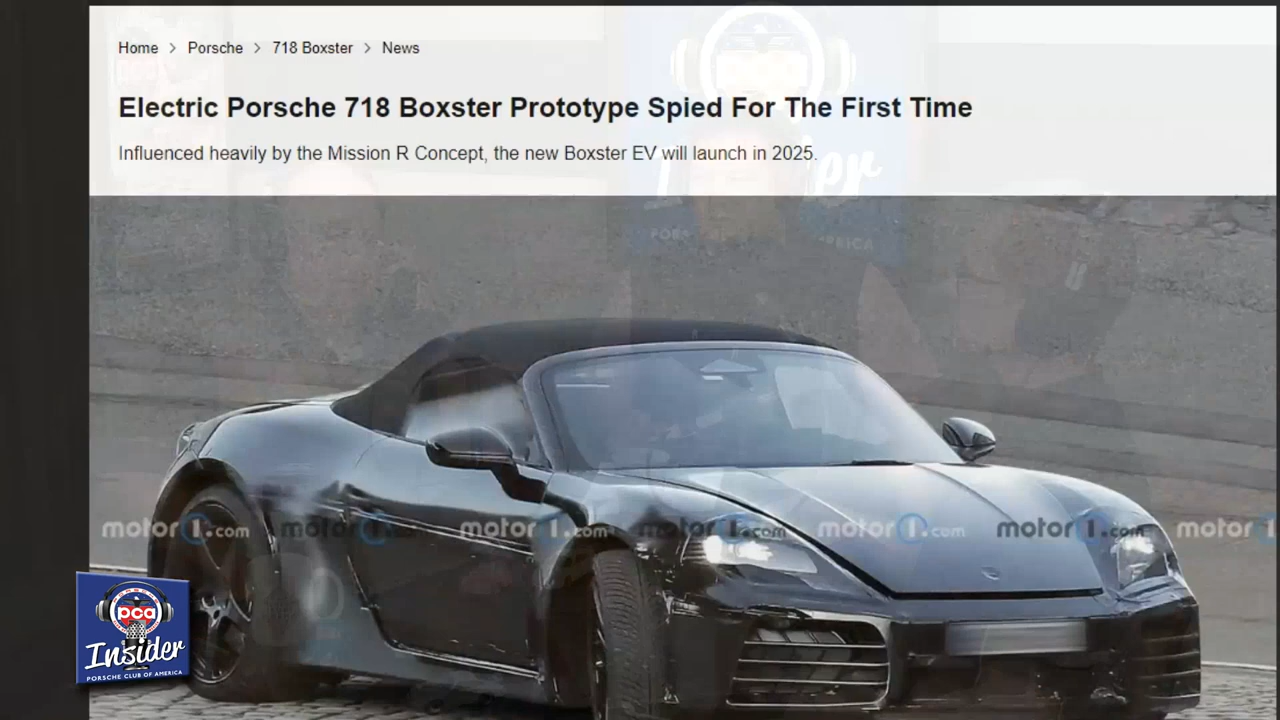 Home > Porsche > 718 Boxster > News
Electric Porsche 718 Boxster Prototype Spied For The First Time
Influenced heavily by the Mission R Concept, the new Boxster EV will launch in 2025.
motor1.com motor1.com motor1.com motor1.com motor1.com motor1.com motor1
pca
Insider
PORSCHE CLUB OF AMERICA